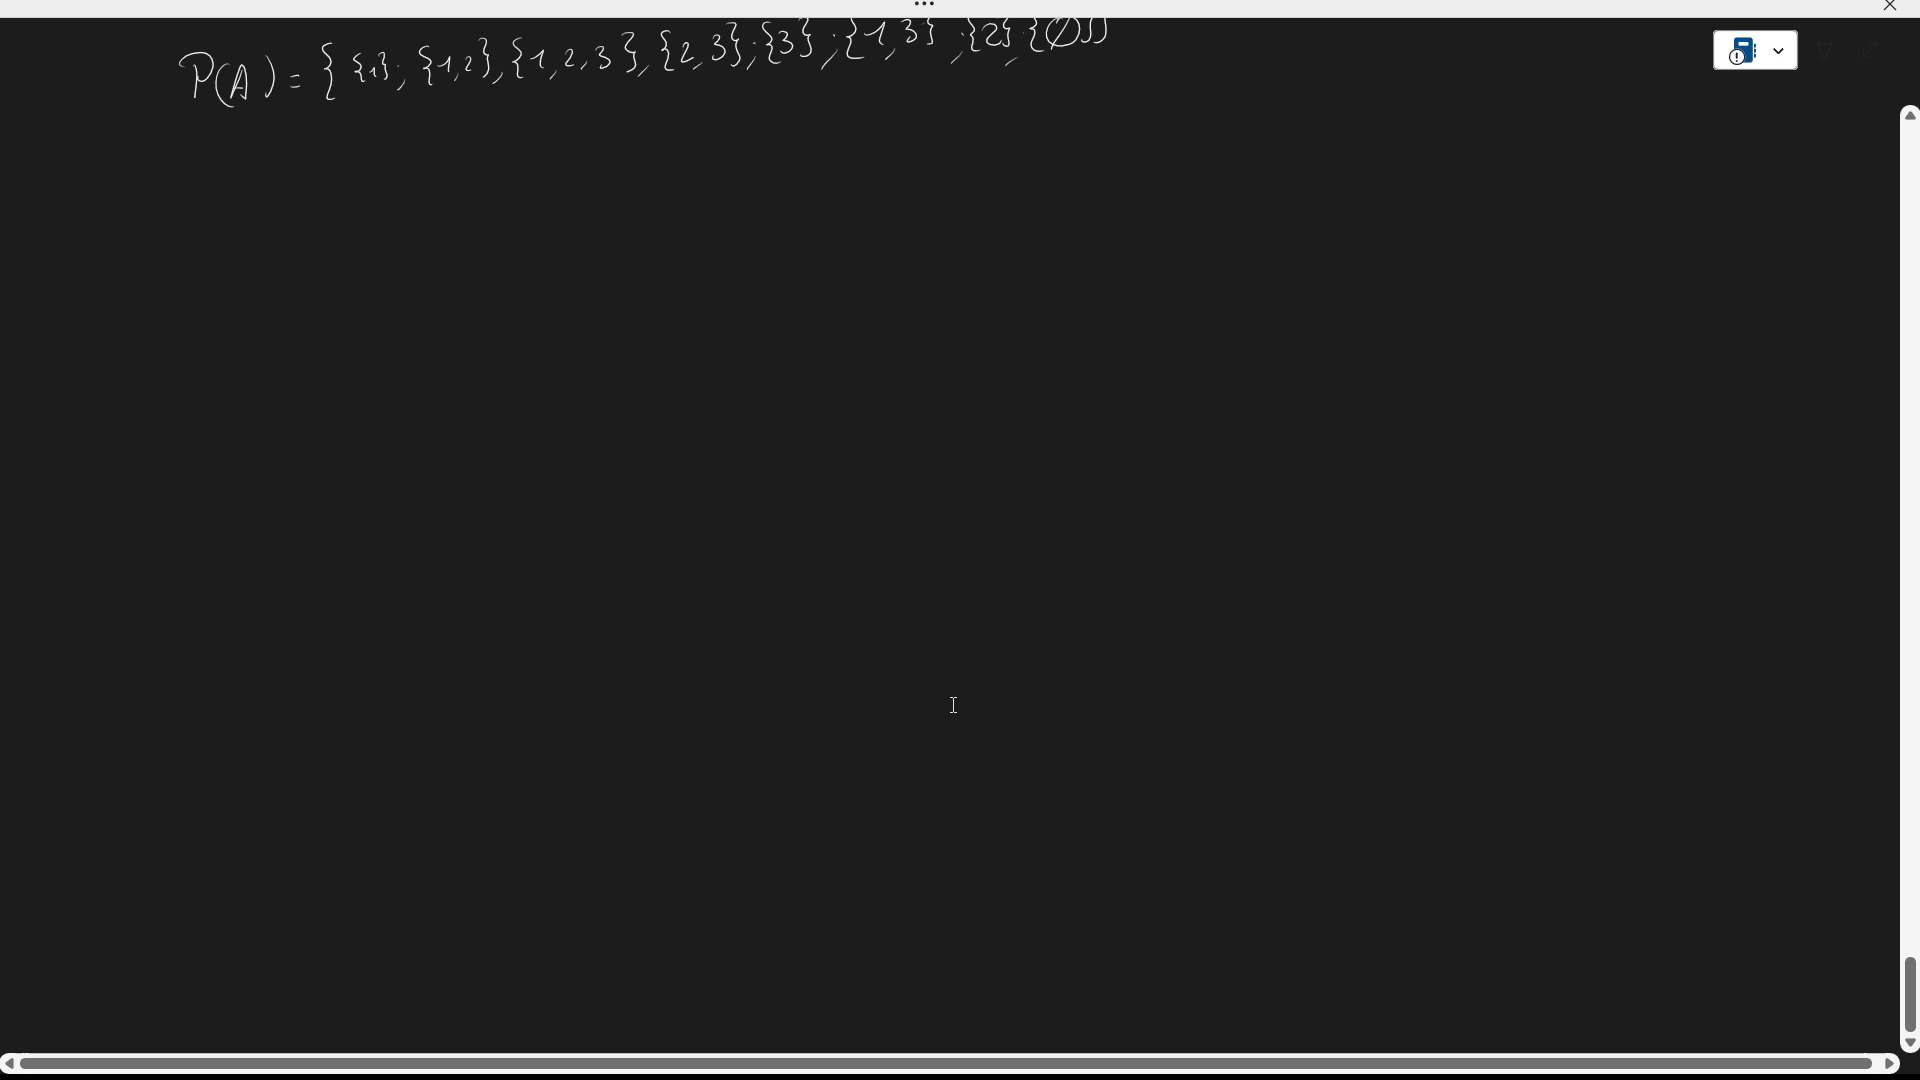 P(A) = { {1}; {1,2}, {1,2,3}, {2,3}; {3}; {1,3}; {2}, {∅}}